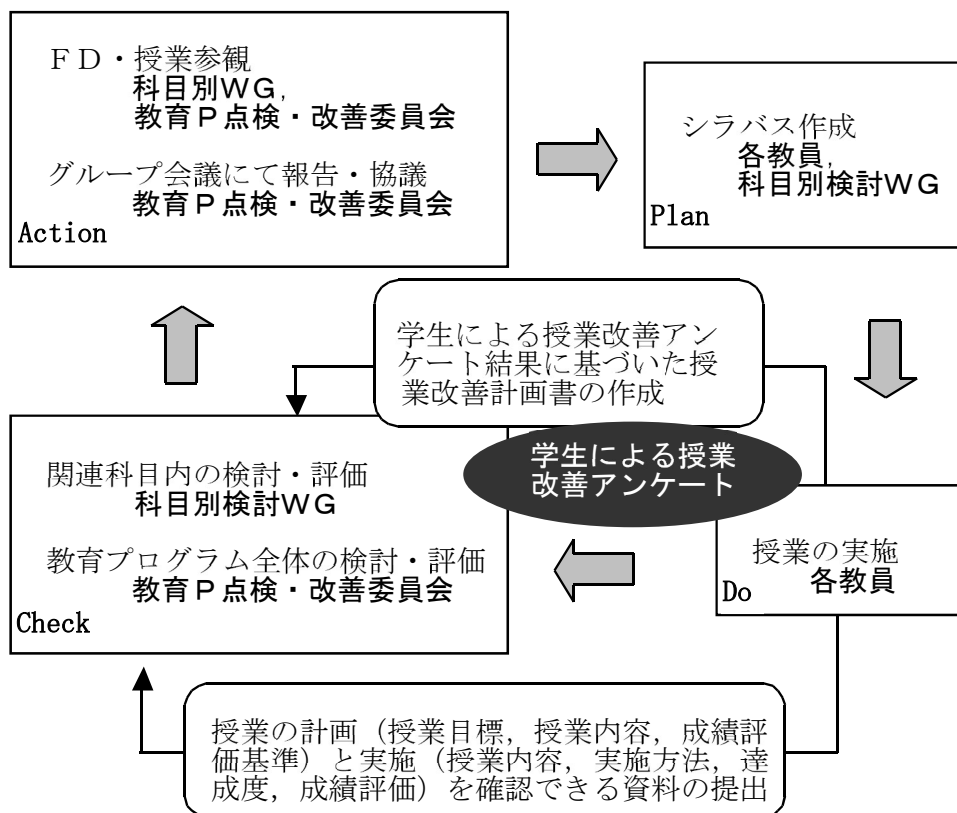 ＦＤ・授業参観
科目別ＷＧ，
教育Ｐ点検・改善委員会
グループ会議にて報告・協議
教育Ｐ点検・改善委員会
Action
シラバス作成
各教員，
科目別検討ＷＧ
Plan
学生による授業改善アン
ケート結果に基づいた授
業改善計画書の作成
学生による授業
改善アンケート
関連科目内の検討・評価
科目別検討ＷＧ
教育プログラム全体の検討・評価
教育Ｐ点検・改善委員会
Check
授業の実施
各教員
Do
授業の計画（授業目標，授業内容，成績評
価基準）と実施（授業内容，実施方法，達
成度，成績評価）を確認できる資料の提出